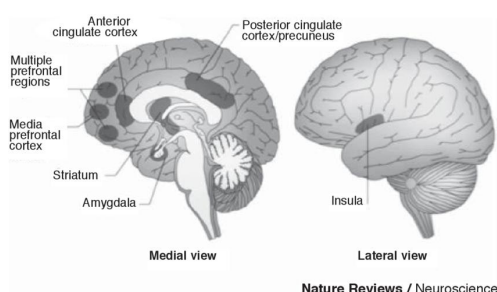 Anterior
cingulate cortex
Posterior cingulate
cortex/precuneus
Multiple
prefrontal
regions
Media
prefrontal
cortex
Striatum
Amygdala
Insula
Medial view
Lateral view
Nature Reviews / Neuroscience